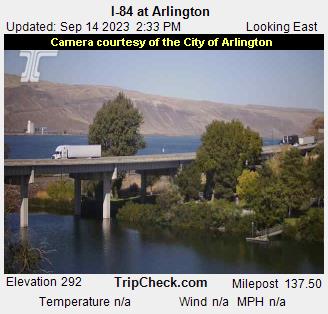 I-84 at Arlington
Updated: Sep 14 2023 2:33 PM Looking East
Camera courtesy of the City of Arlington
Elevation 292 TripCheck.com Milepost 137.50
Temperature n/a Wind n/a MPH n/a